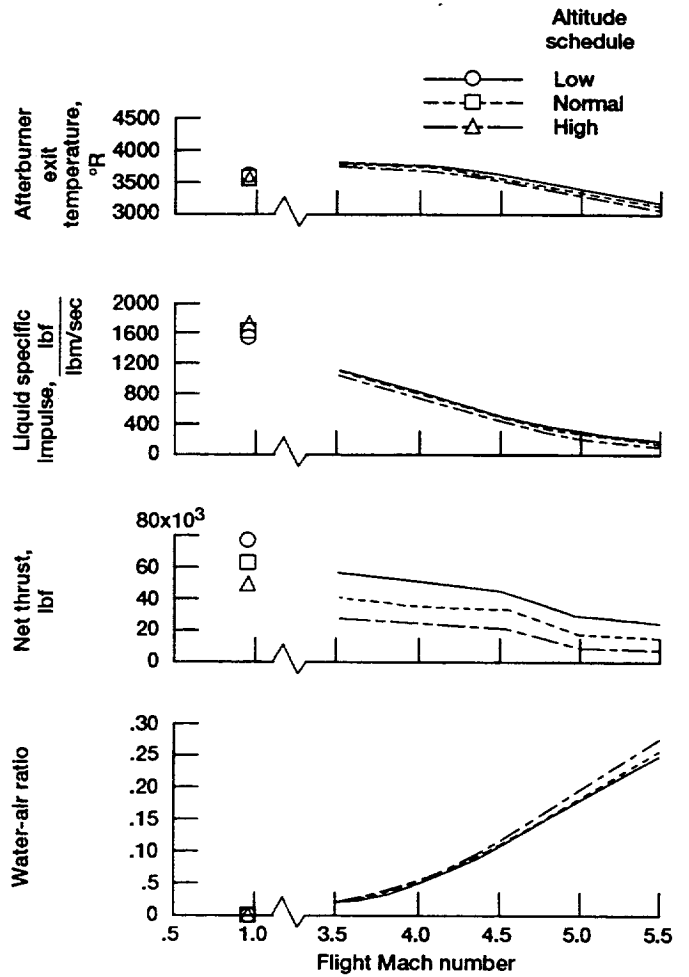 Altitude
schedule
Low
Normal
High
Afterburner
exit
temperature,
°R
4500
4000
3500
3000
Liquid specific
Impulse, lbf
lbm/sec
2000
1600
1200
800
400
0
Net thrust,
lbf
80x10³
60
40
20
0
Water-air ratio
.30
.25
.20
.15
.10
.5
0
.5 1.0 3.5 4.0 4.5 5.0 5.5
Flight Mach number